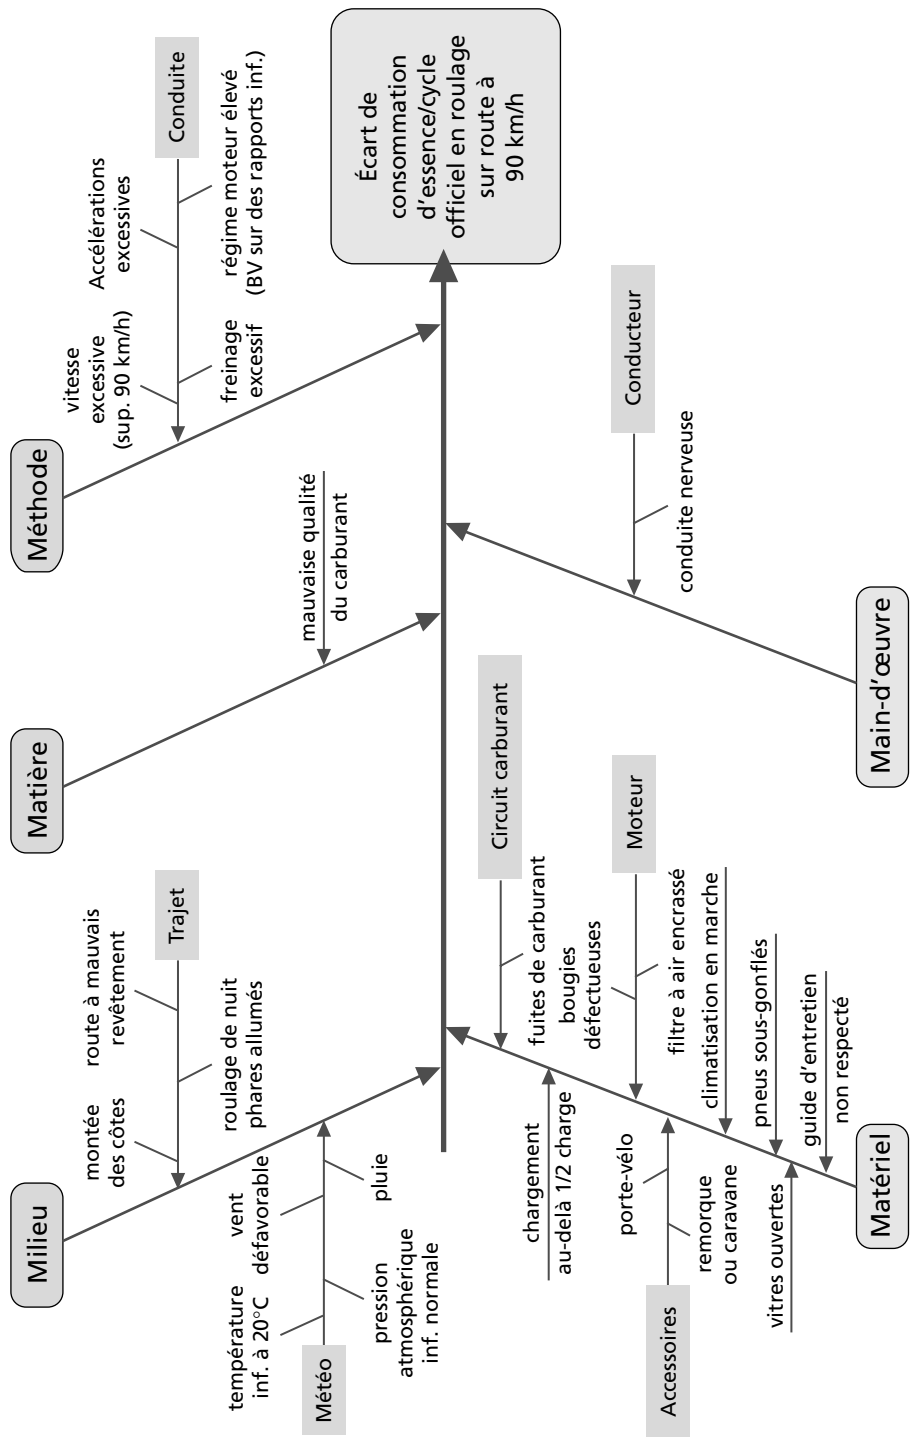 Milieu
Matière
Méthode
montée
des côtes
route à mauvais
revêtement
Trajet
roulage de nuit
phares allumés
température
inf. à 20°C
vent
défavorable
Météo
pression
atmosphérique
inf. normale
pluie
mauvaise qualité
du carburant
vitesse
excessive
(sup. 90 km/h)
Accélérations
excessives
Conduite
freinage
excessif
régime moteur élevé
(BV sur des rapports inf.)
Écart de
consommation
d'essence/cycle
officiel en roulage
sur route à
90 km/h
Circuit carburant
fuites de carburant
chargement
au-delà 1/2 charge
bougies
défectueuses
Moteur
filtre à air encrassé
porte-vélo
Accessoires
remorque
ou caravane
climatisation en marche
pneus sous-gonflés
vitres ouvertes
guide d'entretien
non respecté
Conducteur
conduite nerveuse
Matériel
Main-d'œuvre